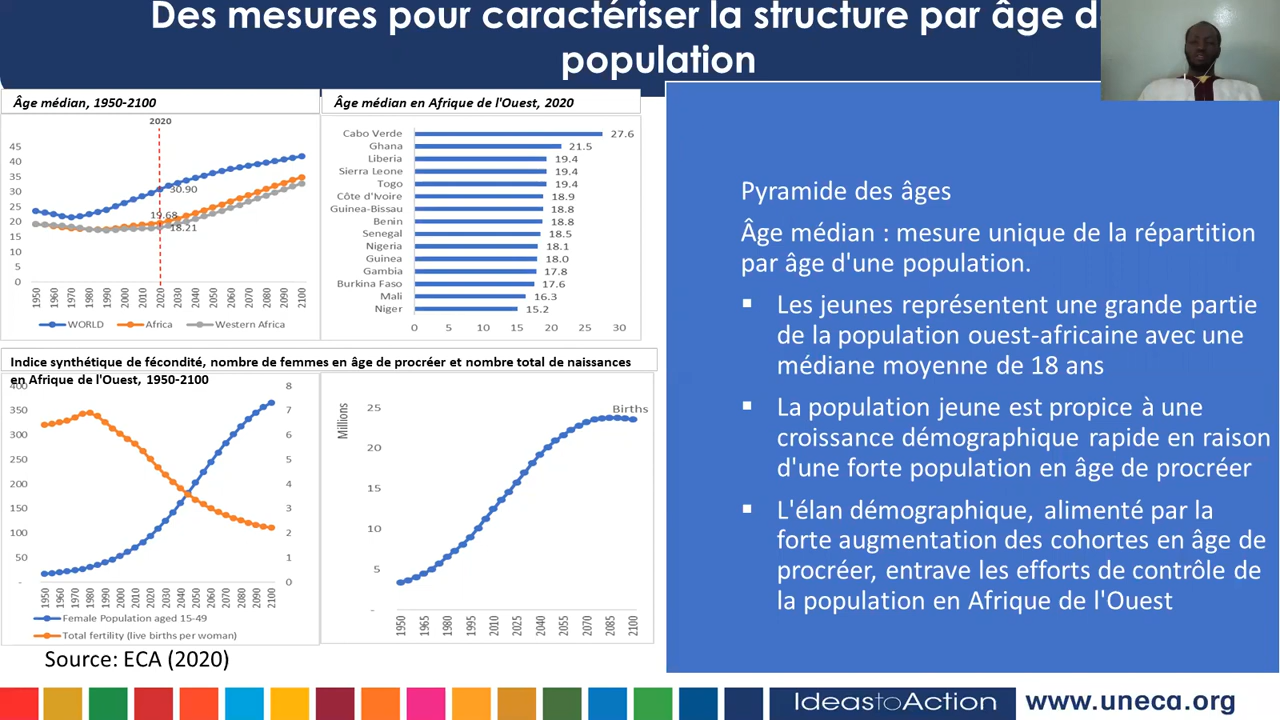 Des mesures pour caractériser la structure par âge
population
Âge médian, 1950-2100
2020
45
40
35
30
25
20
15
10
5
0
30.90
19.68
18.21
1950
1960
1970
1980
1990
2000
2010
2020
2030
2040
2050
2060
2070
2080
2090
2100
WORLD Africa Western Africa
Âge médian en Afrique de l'Ouest, 2020
Cabo Verde 27.6
Ghana 21.5
Liberia 19.4
Sierra Leone 19.4
Togo 19.4
Côte d'Ivoire 18.9
Guinea-Bissau 18.8
Benin 18.8
Senegal 18.5
Nigeria 18.1
Guinea 18.0
Gambia 17.8
Burkina Faso 17.6
Mali 16.3
Niger 15.2
0 5 10 15 20 25 30
Indice synthétique de fécondité, nombre de femmes en âge de procréer et nombre total de naissances
en Afrique de l'Ouest, 1950-2100
400
350
300
250
200
150
100
50
-
8
7
6
5
4
3
2
1
0
1950
1960
1970
1980
1990
2000
2010
2020
2030
2040
2050
2060
2070
2080
2090
2100
Female Population aged 15-49
Total fertility (live births per woman)
Millions
25
20
15
10
5
-
Births
1950
1965
1980
1995
2010
2025
2040
2055
2070
2085
2100
Source: ECA (2020)
Pyramide des âges
Âge médian : mesure unique de la répartition
par âge d'une population.
▪ Les jeunes représentent une grande partie
de la population ouest-africaine avec une
médiane moyenne de 18 ans
▪ La population jeune est propice à une
croissance démographique rapide en raison
d'une forte population en âge de procréer
▪ L'élan démographique, alimenté par la
forte augmentation des cohortes en âge de
procréer, entrave les efforts de contrôle de
la population en Afrique de l'Ouest
IdeastoAction www.uneca.org